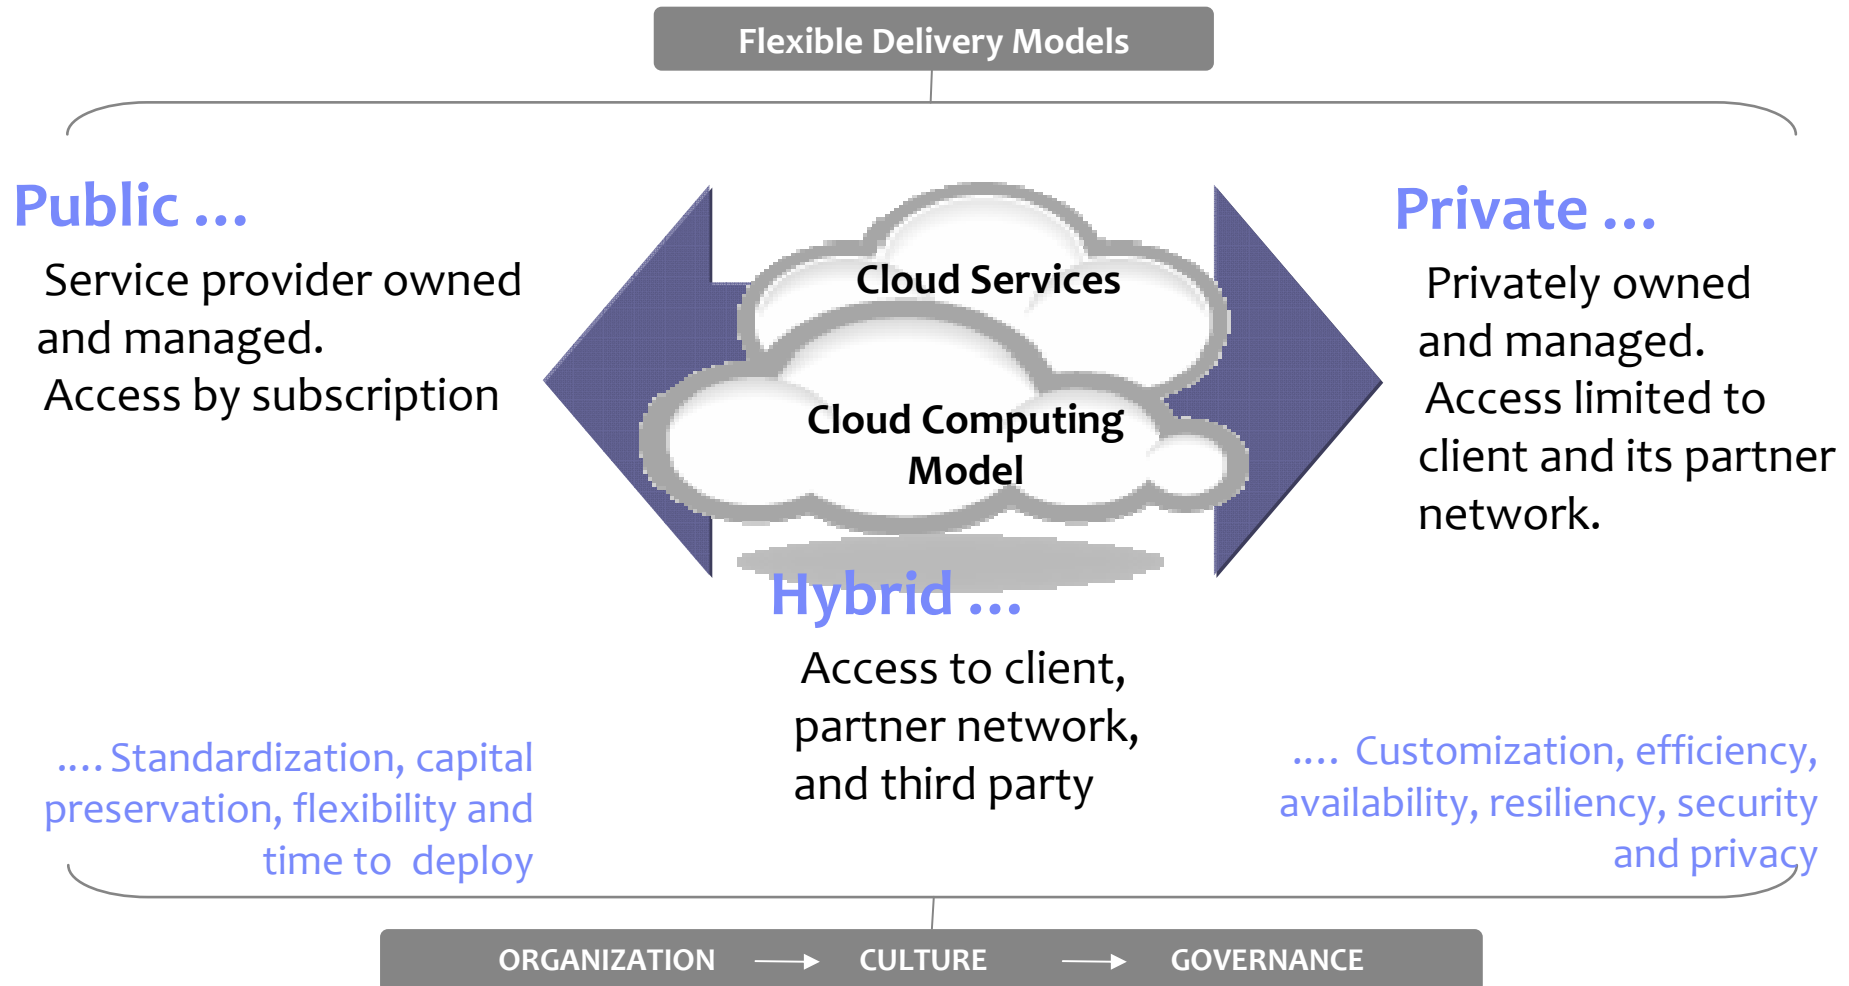 Flexible Delivery Models
Public ...
Service provider owned
and managed.
Access by subscription
Cloud Services
Cloud Computing
Model
Private ...
Privately owned
and managed.
Access limited to
client and its partner
network.
Hybrid ...
Access to client,
partner network,
and third party
.... Standardization, capital
preservation, flexibility and
time to deploy
.... Customization, efficiency,
availability, resiliency, security
and privacy
ORGANIZATION → CULTURE → GOVERNANCE